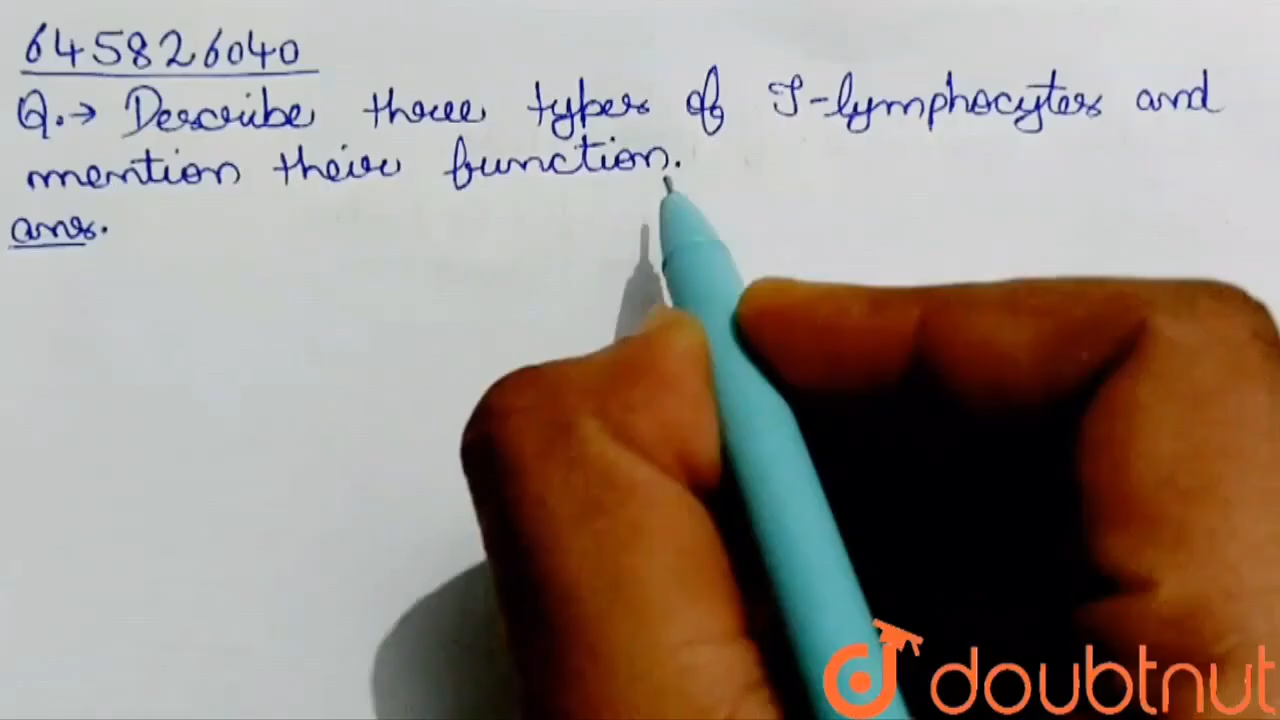 645826040
Q.→ Describe three types of T-lymphocytes and
mention their function.
ans.
doubtnut